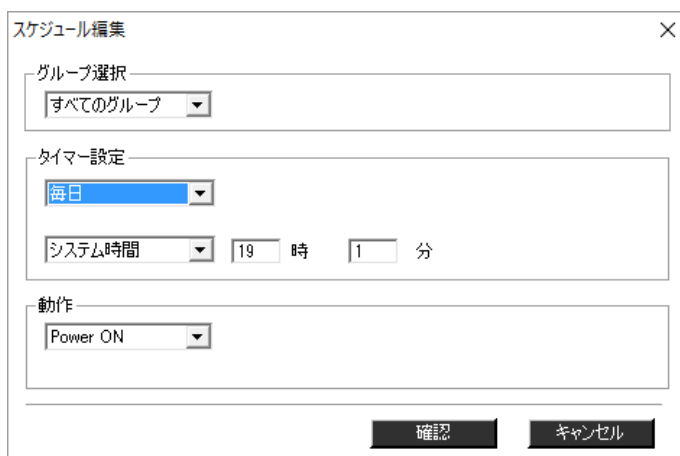 スケジュール編集
グループ選択
すべてのグループ
タイマー設定
毎日
システム時間 19 時 1 分
動作
Power ON
確認 キャンセル